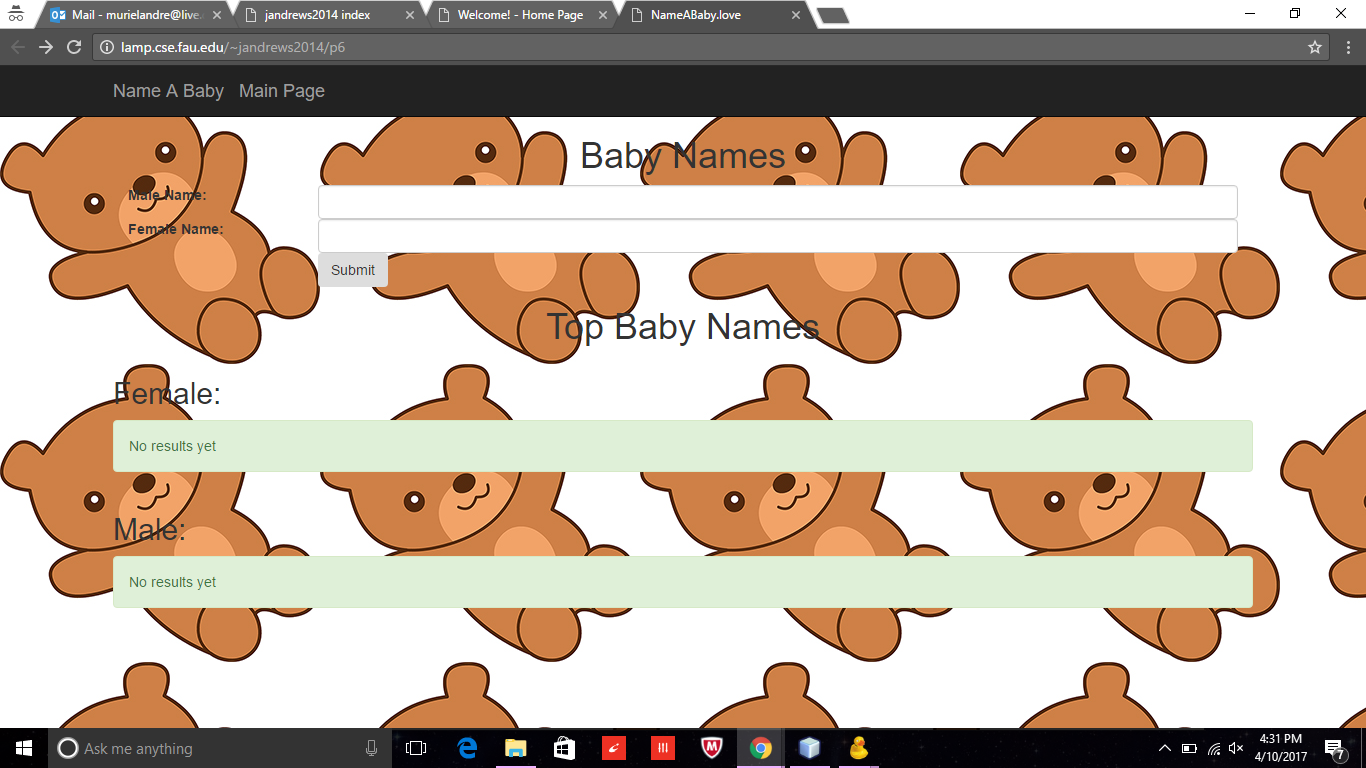 Mail - murielandre@live.
jandrews2014 index
Welcome! - Home Page
NameABaby.love
lamp.cse.fau.edu/~jandrews2014/p6
Name A Baby Main Page
Baby Names
Male Name:
Female Name:
Submit
Top Baby Names
Female:
No results yet
Male:
No results yet
Ask me anything
4:31 PM
4/10/2017
7